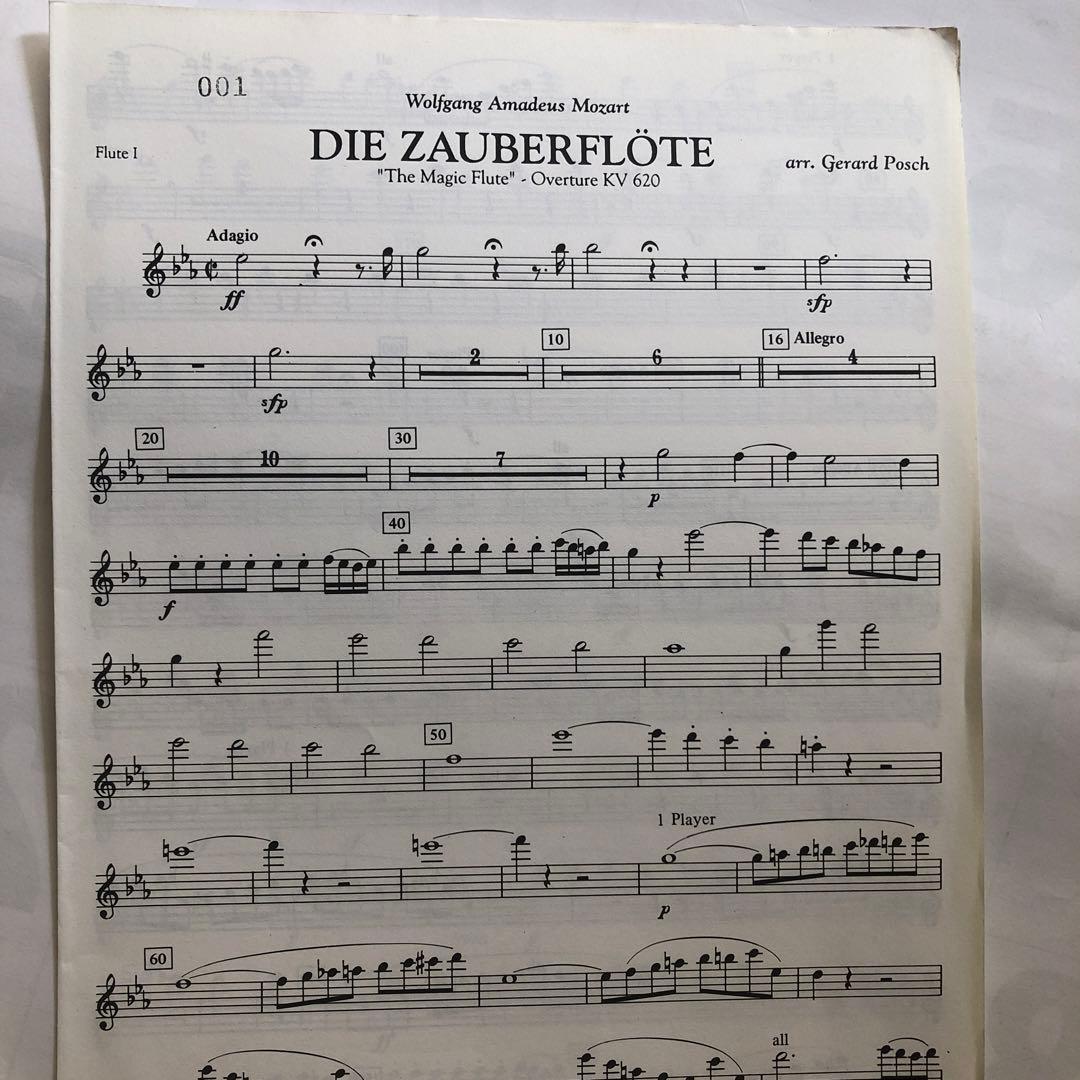 001
Wolfgang Amadeus Mozart
DIE ZAUBERFLÖTE
Flute I
arr. Gerard Posch
"The Magic Flute" - Overture KV 620
Adagio
ff
sfp
10
16 Allegro
2
6
4
sfp
20
30
10
7
p
40
f
50
1 Player
p
60
all